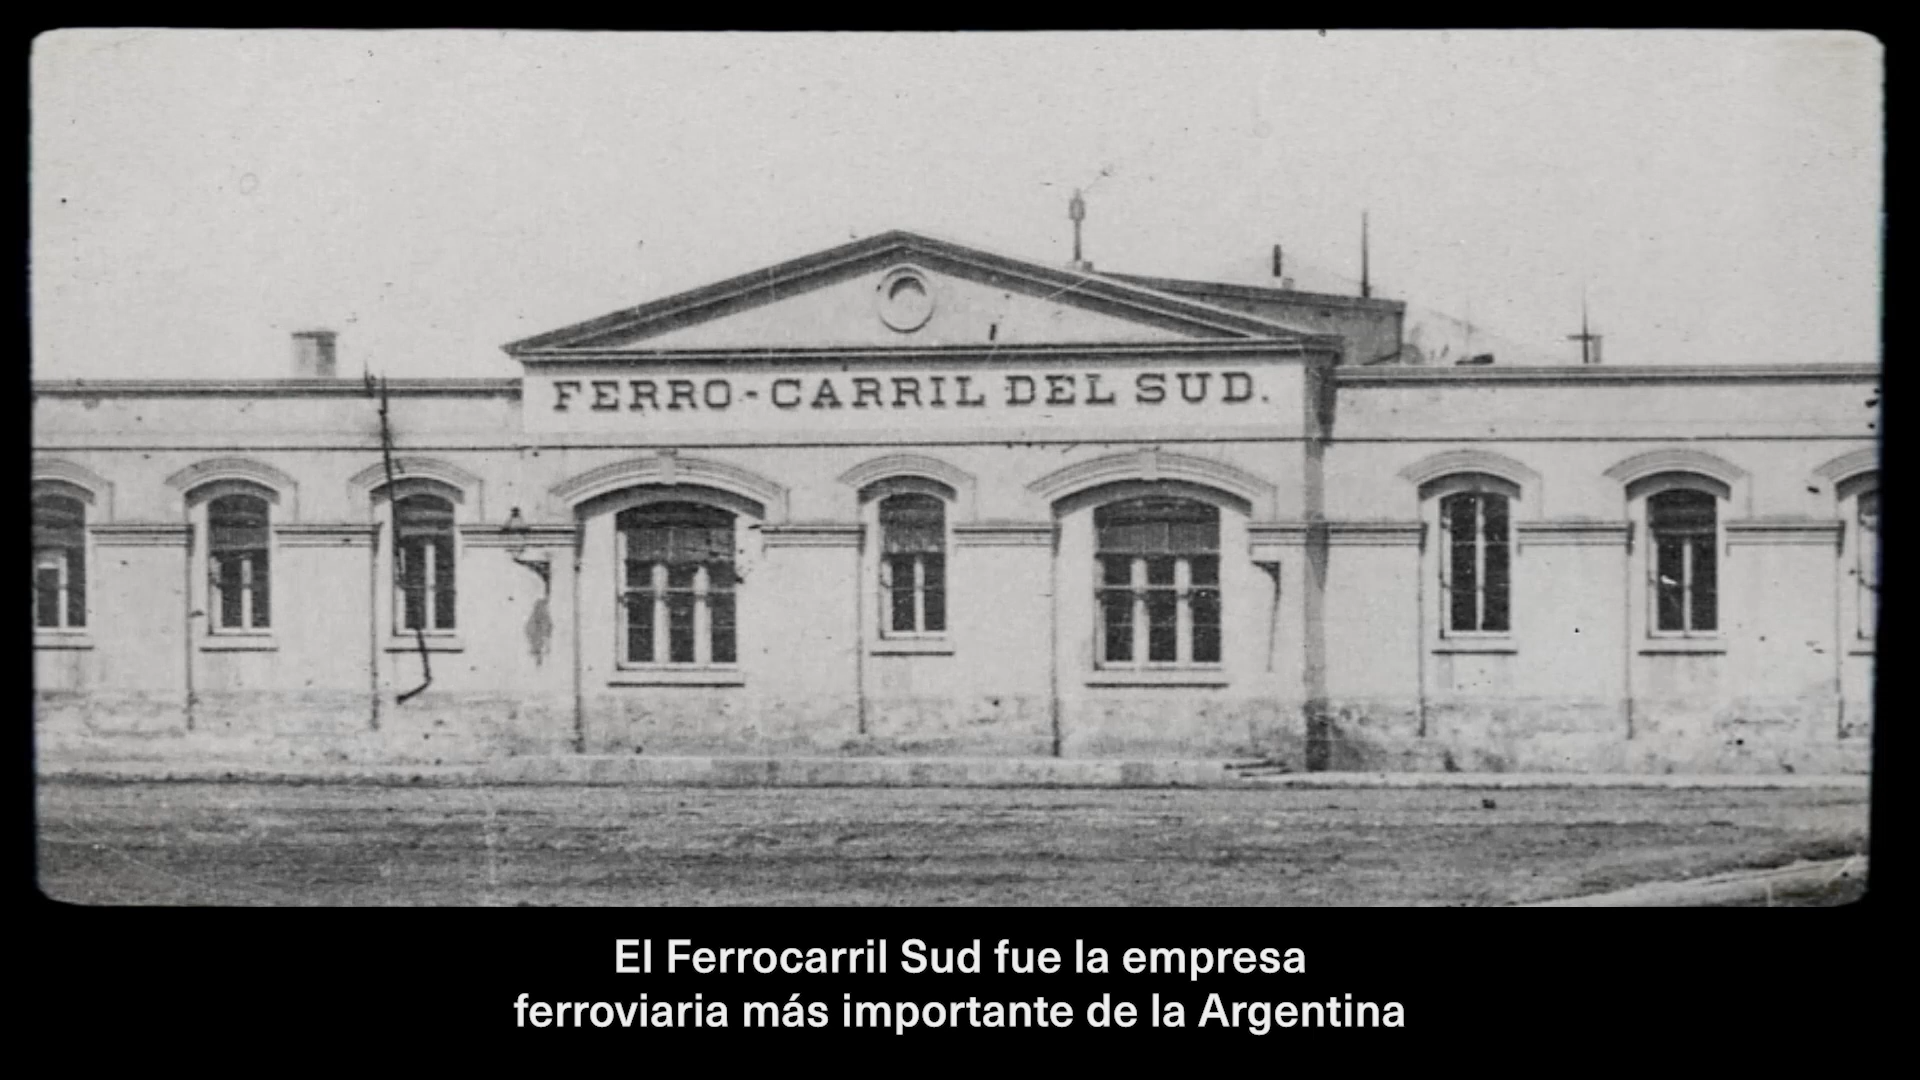 FERRO-CARRIL DEL SUD.
El Ferrocarril Sud fue la empresa
ferroviaria más importante de la Argentina